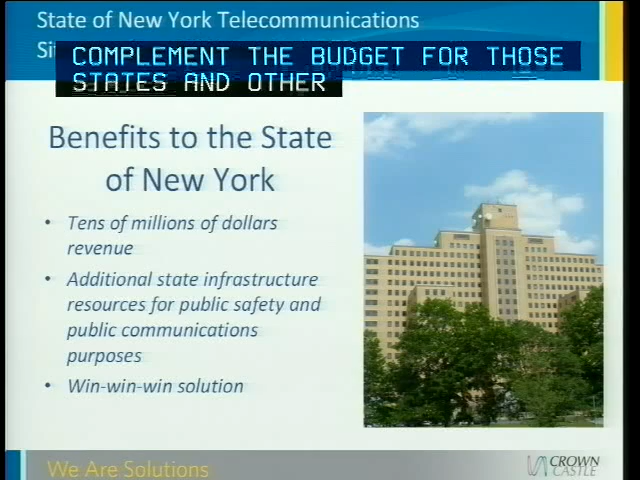 State of New York Telecommunications
Sit
COMPLEMENT THE BUDGET FOR THOSE
STATES AND OTHER
Benefits to the State
of New York
• Tens of millions of dollars
revenue
• Additional state infrastructure
resources for public safety and
public communications
purposes
• Win-win-win solution
We Are Solutions
CROWN
CASTLE